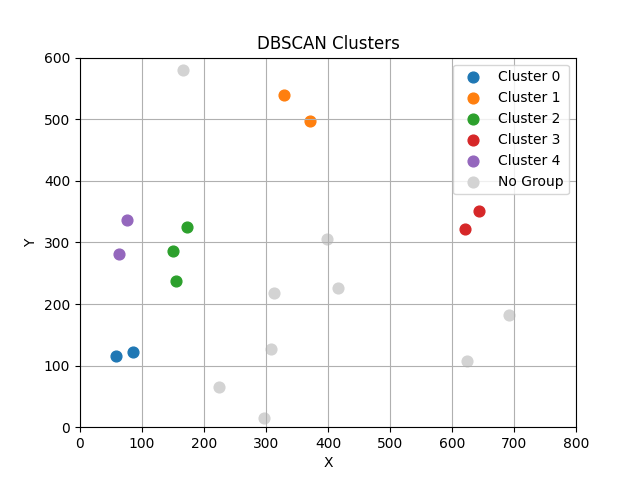 DBSCAN Clusters
600
500
400
300
200
100
0
Y
0 100 200 300 400 500 600 700 800
X
Cluster 0
Cluster 1
Cluster 2
Cluster 3
Cluster 4
No Group